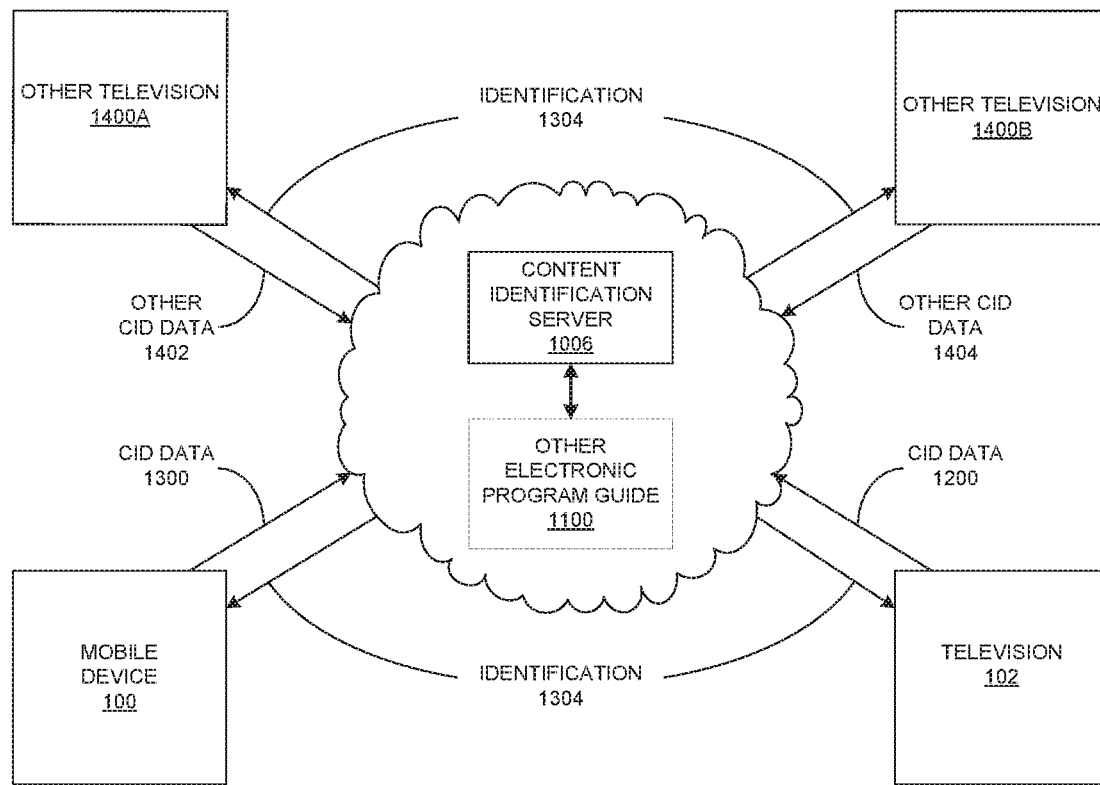 OTHER TELEVISION
1400A
IDENTIFICATION
1304
OTHER TELEVISION
1400B
CONTENT
IDENTIFICATION
SERVER
1006
OTHER
CID DATA
1402
OTHER CID
DATA
1404
OTHER
ELECTRONIC
PROGRAM GUIDE
1100
CID DATA
1300
CID DATA
1200
MOBILE
DEVICE
100
IDENTIFICATION
1304
TELEVISION
102